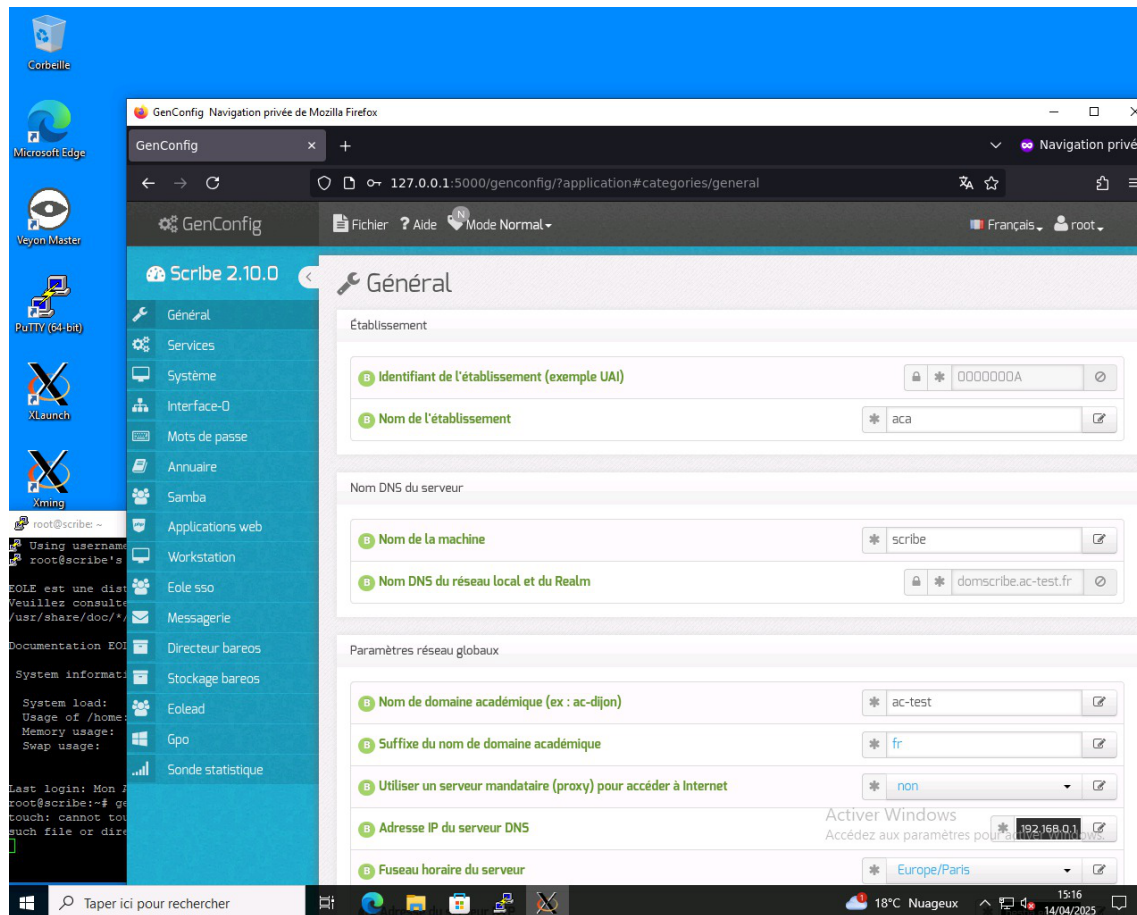 Corbeille
Microsoft Edge
Veyon Master
PuTTY (64-bit)
XLaunch
Xming
GenConfig Navigation privée de Mozilla Firefox
GenConfig
Navigation privé
127.0.0.1:5000/genconfig/?application#categories/general
GenConfig
Fichier ? Aide N Mode Normal
Français root
Scribe 2.10.0
Général
Services
Système
Interface-0
Mots de passe
Annuaire
Samba
Applications web
Workstation
Eole sso
Messagerie
Directeur bareos
Stockage bareos
Eolead
Gpo
Sonde statistique
Général
Établissement
B Identifiant de l'établissement (exemple UAI) 0000000A
B Nom de l'établissement aca
Nom DNS du serveur
B Nom de la machine scribe
B Nom DNS du réseau local et du Realm domscribe.ac-test.fr
Paramètres réseau globaux
B Nom de domaine académique (ex : ac-dijon) ac-test
B Suffixe du nom de domaine académique fr
B Utiliser un serveur mandataire (proxy) pour accéder à Internet non
B Adresse IP du serveur DNS 192.168.0.1
B Fuseau horaire du serveur Europe/Paris
Activer Windows
Accédez aux paramètres pour activer Windows.
root@scribe: ~
Using username
root@scribe's
EOLE est une dist
Veuillez consulte
/usr/share/doc/*/
Documentation EOL
System informati
System load:
Usage of /home:
Memory usage:
Swap usage:
Last login: Mon A
root@scribe:~# ge
touch: cannot tou
such file or dire
Taper ici pour rechercher
18°C Nuageux
15:16
14/04/2025